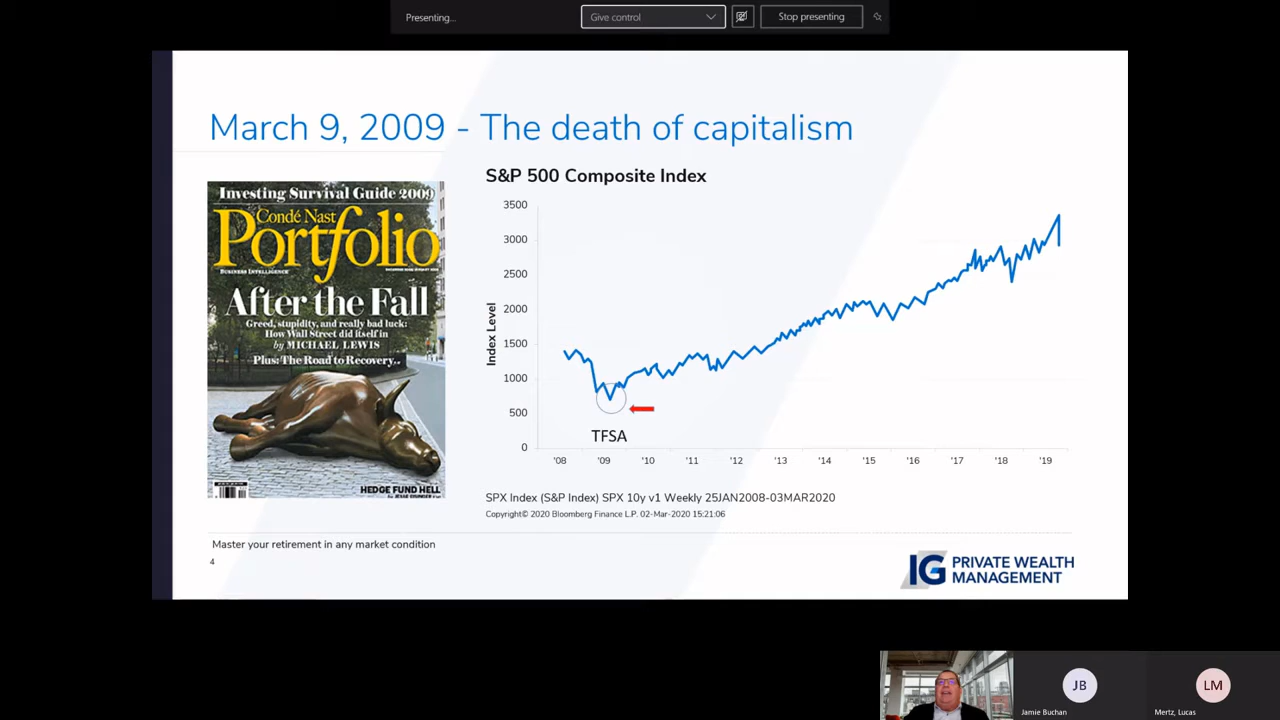 Presenting...
Give control
Stop presenting
March 9, 2009 - The death of capitalism
Investing Survival Guide 2009
Condé Nast
Portfolio
BUSINESS INTELLIGENCE
After the Fall
Greed, stupidity, and really bad luck:
How Wall Street did itself in
by MICHAEL LEWIS
Plus: The Road to Recovery..
HEDGE FUND HELL
S&P 500 Composite Index
Index Level
3500
3000
2500
2000
1500
1000
500
0
TFSA
'08 '09 '10 '11 '12 '13 '14 '15 '16 '17 '18 '19
SPX Index (S&P Index) SPX 10y v1 Weekly 25JAN2008-03MAR2020
Copyright© 2020 Bloomberg Finance L.P. 02-Mar-2020 15:21:06
Master your retirement in any market condition
4
IG PRIVATE WEALTH
MANAGEMENT
JB
Jamie Buchan
LM
Mertz, Lucas